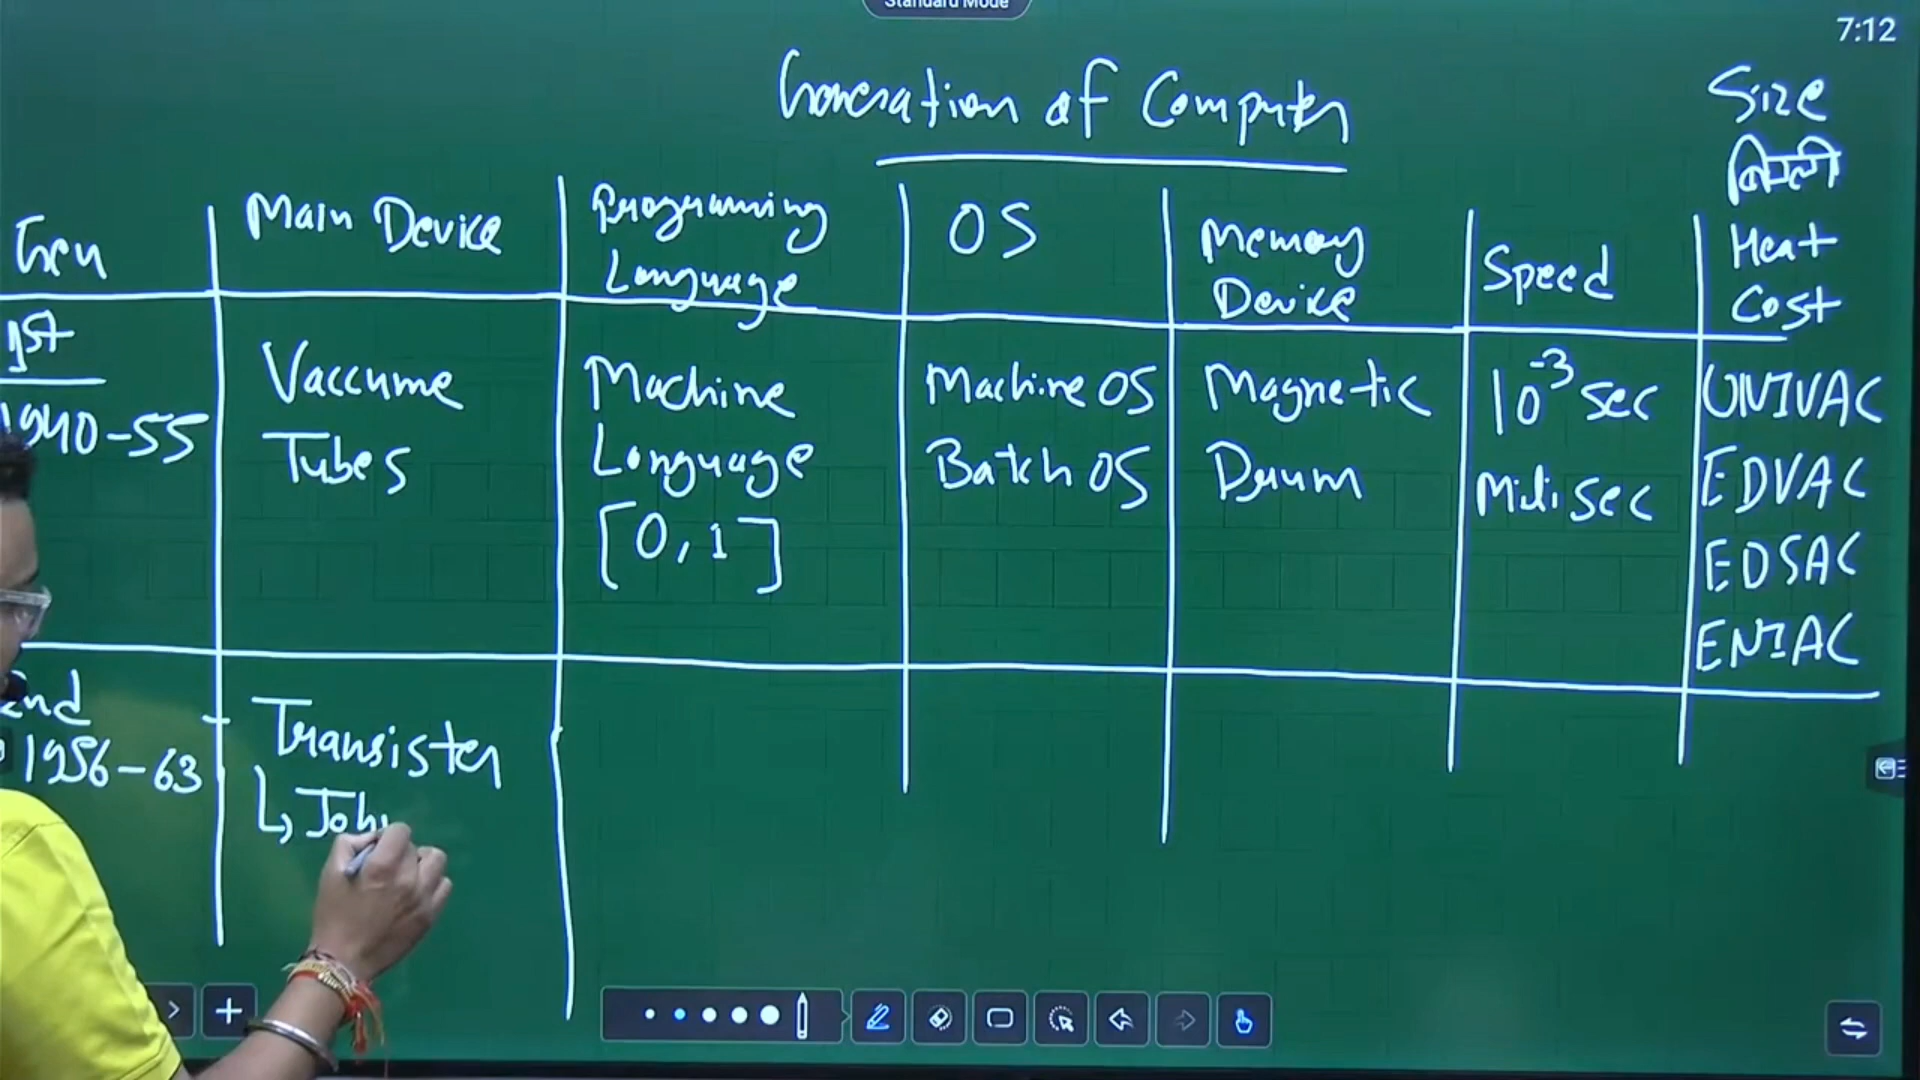 Standard Mode
7:12
Generation of Computer
Size
बिजली
Heat
Cost
Gen
Main Device
Programming
Language
OS
Memory
Device
Speed
1st
1940-55
Vaccume
Tubes
Machine
Language
[0,1]
Machine OS
Batch OS
Magnetic
Drum
10⁻³ sec
Mili sec
UNIVAC
EDVAC
EDSAC
ENIAC
2nd
1956-63
Transister
↳ Joh